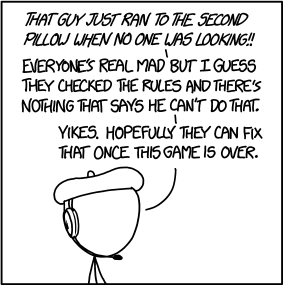 THAT GUY JUST RAN TO THE SECOND
PILLOW WHEN NO ONE WAS LOOKING!!
EVERYONE'S REAL MAD BUT I GUESS
THEY CHECKED THE RULES AND THERE'S
NOTHING THAT SAYS HE CAN'T DO THAT.
YIKES. HOPEFULLY THEY CAN FIX
THAT ONCE THIS GAME IS OVER.